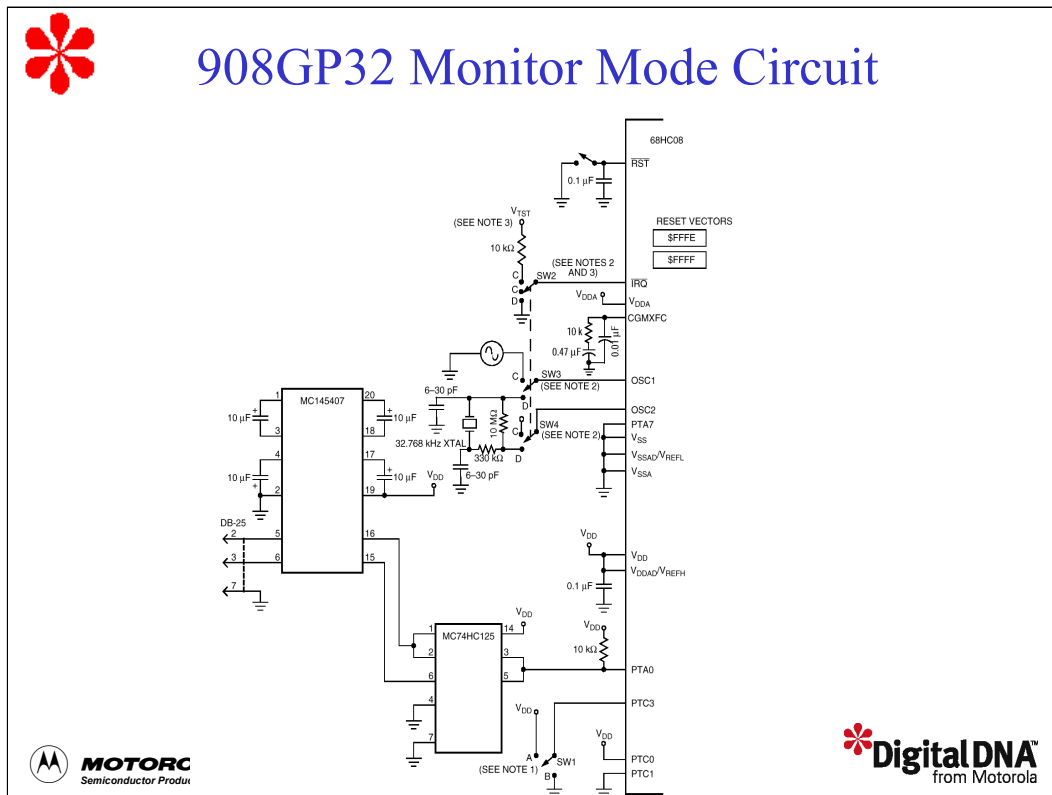 908GP32 Monitor Mode Circuit
68HC08
RST
0.1 µF
VTST
(SEE NOTE 3)
10 kΩ
RESET VECTORS
$FFFE
$FFFF
(SEE NOTES 2
AND 3)
C
SW2
C
D
IRQ
VDDA
VDDA
CGMXFC
10 k
0.01 µF
0.47 µF
C
SW3
(SEE NOTE 2)
OSC1
6–30 pF
D
OSC2
MC145407
1
20
10 µF +
+ 10 µF
3
18
10 MΩ
C
SW4
(SEE NOTE 2)
PTA7
VSS
32.768 kHz XTAL
330 kΩ
D
VSSAD/VREFL
4
17
10 µF +
+ 10 µF
VDD
6–30 pF
VSSA
2
19
DB-25
2
5
16
3
6
15
7
VDD
VDD
VDDAD/VREFH
0.1 µF
VDD
MC74HC125
1
14
2
3
6
5
4
7
VDD
10 kΩ
PTA0
PTC3
VDD
A
SW1
(SEE NOTE 1)
B
VDD
PTC0
PTC1
MOTORO
Semiconductor Produc
DigitalDNA™
from Motorola